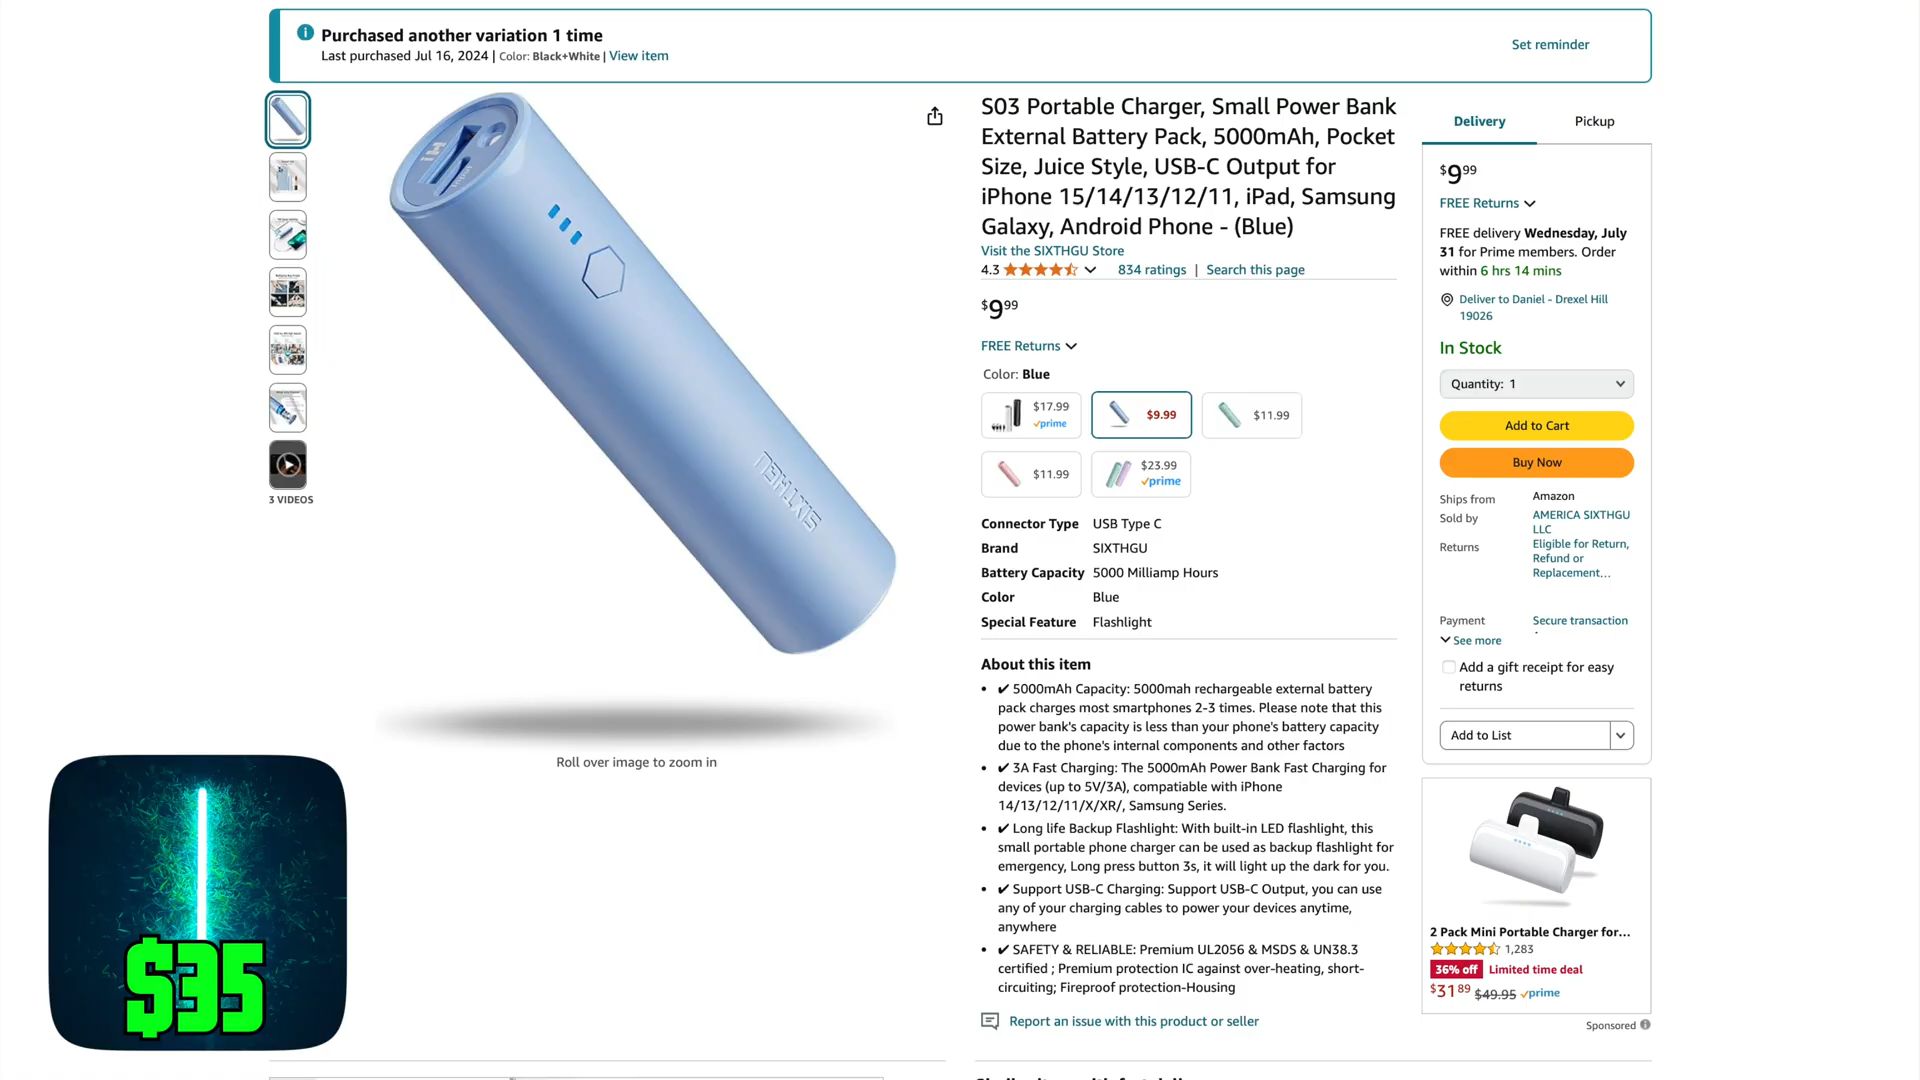 Purchased another variation 1 time
Last purchased Jul 16, 2024 | Color: Black+White | View item
Set reminder
3 VIDEOS
SIXTHGU
Roll over image to zoom in
$35
S03 Portable Charger, Small Power Bank
External Battery Pack, 5000mAh, Pocket
Size, Juice Style, USB-C Output for
iPhone 15/14/13/12/11, iPad, Samsung
Galaxy, Android Phone - (Blue)
Visit the SIXTHGU Store
4.3 834 ratings | Search this page
$9 99
FREE Returns
Color: Blue
$17.99 prime
$9.99
$11.99
$11.99
$23.99 prime
Connector Type USB Type C
Brand SIXTHGU
Battery Capacity 5000 Milliamp Hours
Color Blue
Special Feature Flashlight
About this item
• ✔ 5000mAh Capacity: 5000mah rechargeable external battery
pack charges most smartphones 2-3 times. Please note that this
power bank's capacity is less than your phone's battery capacity
due to the phone's internal components and other factors
• ✔ 3A Fast Charging: The 5000mAh Power Bank Fast Charging for
devices (up to 5V/3A), compatiable with iPhone
14/13/12/11/X/XR/, Samsung Series.
• ✔ Long life Backup Flashlight: With built-in LED flashlight, this
small portable phone charger can be used as backup flashlight for
emergency, Long press button 3s, it will light up the dark for you.
• ✔ Support USB-C Charging: Support USB-C Output, you can use
any of your charging cables to power your devices anytime,
anywhere
• ✔ SAFETY & RELIABLE: Premium UL2056 & MSDS & UN38.3
certified ; Premium protection IC against over-heating, short-
circuiting; Fireproof protection-Housing
Report an issue with this product or seller
Delivery
Pickup
$9 99
FREE Returns
FREE delivery Wednesday, July
31 for Prime members. Order
within 6 hrs 14 mins
Deliver to Daniel - Drexel Hill
19026
In Stock
Quantity: 1
Add to Cart
Buy Now
Ships from Amazon
Sold by AMERICA SIXTHGU
LLC
Returns Eligible for Return,
Refund or
Replacement...
Payment Secure transaction
See more
Add a gift receipt for easy
returns
Add to List
2 Pack Mini Portable Charger for...
1,283
36% off Limited time deal
$31 89 $49.95 prime
Sponsored